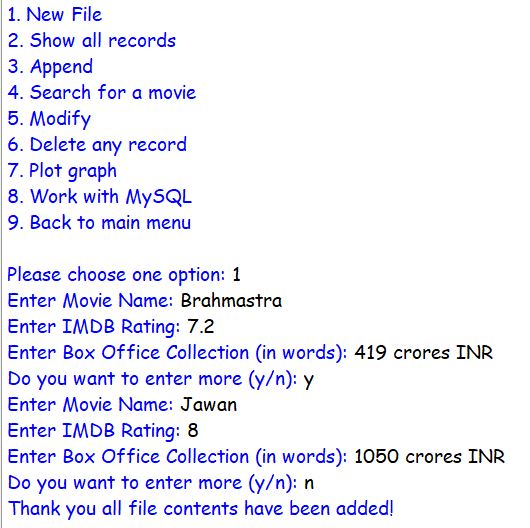 1. New File
2. Show all records
3. Append
4. Search for a movie
5. Modify
6. Delete any record
7. Plot graph
8. Work with MySQL
9. Back to main menu
Please choose one option: 1
Enter Movie Name: Brahmastra
Enter IMDB Rating: 7.2
Enter Box Office Collection (in words): 419 crores INR
Do you want to enter more (y/n): y
Enter Movie Name: Jawan
Enter IMDB Rating: 8
Enter Box Office Collection (in words): 1050 crores INR
Do you want to enter more (y/n): n
Thank you all file contents have been added!